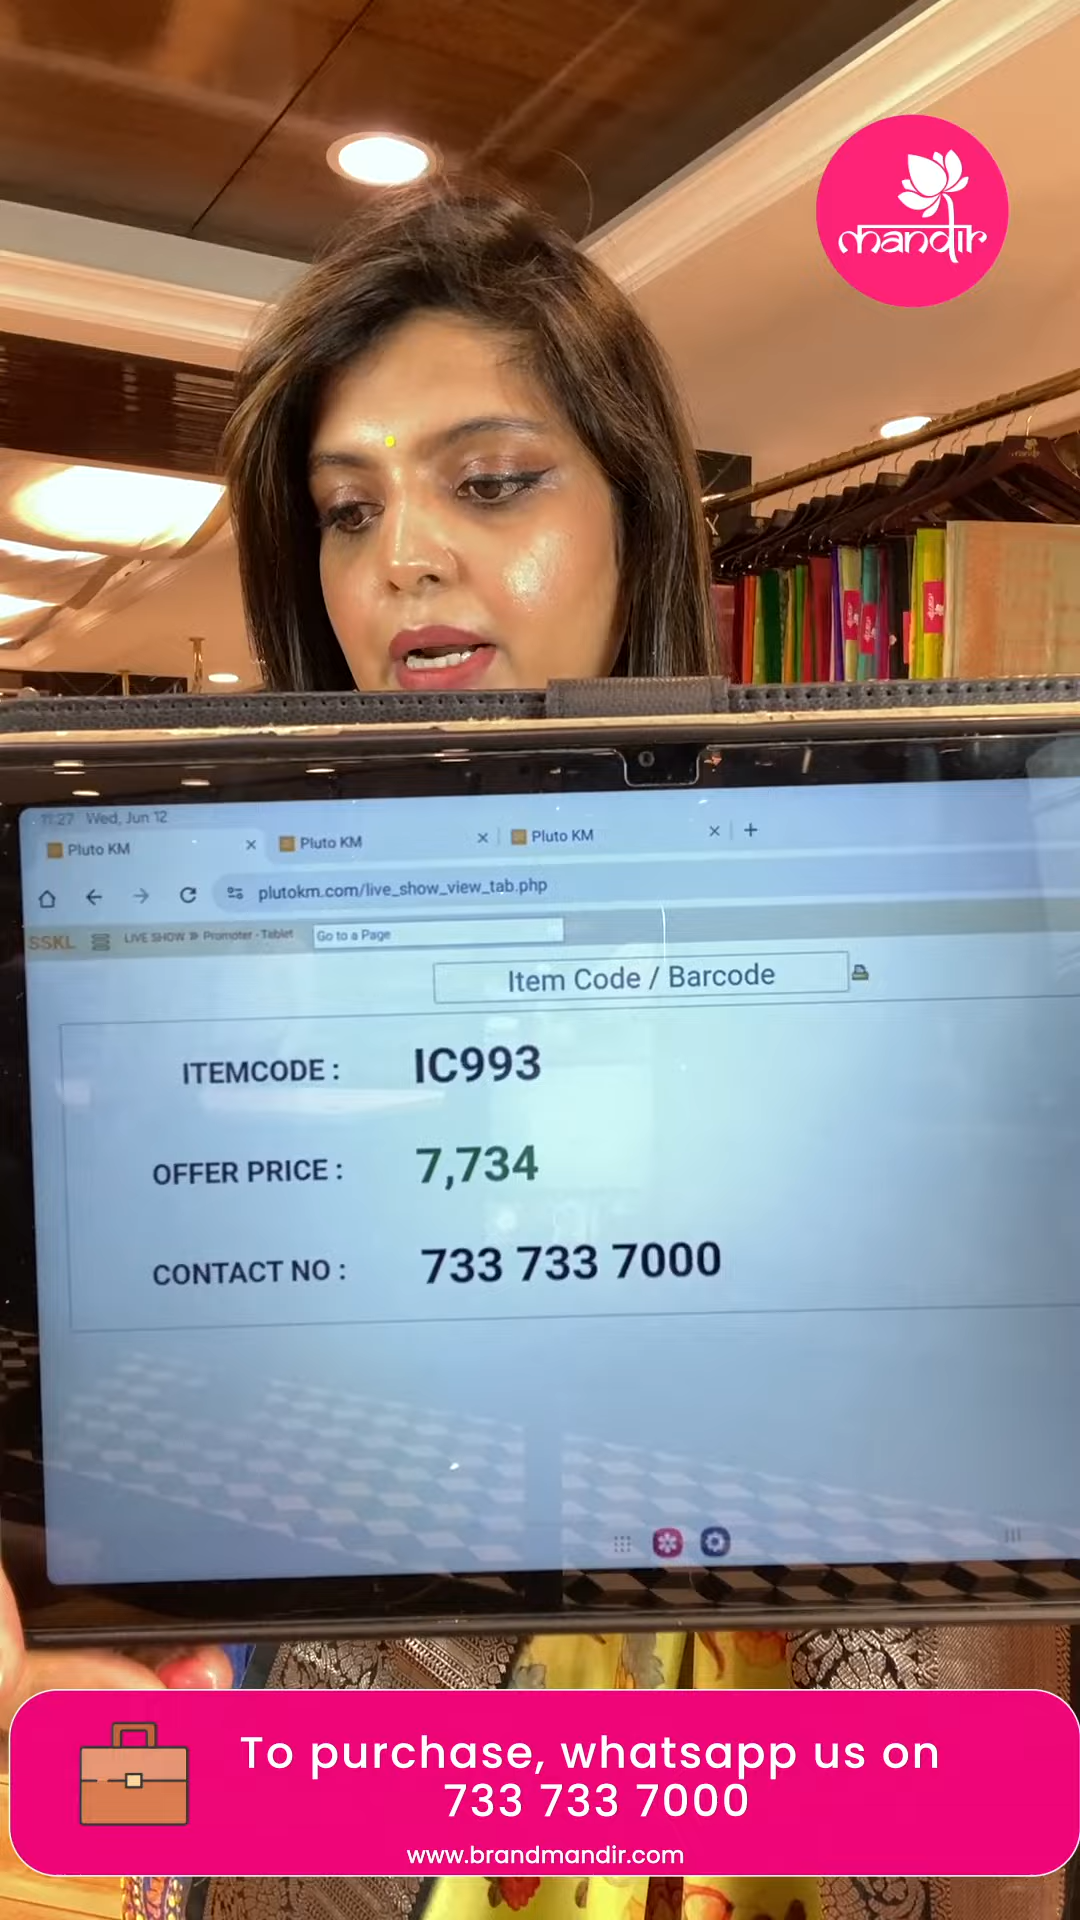 mandir
11:27 Wed, Jun 12
Pluto KM
Pluto KM
Pluto KM
plutokm.com/live_show_view_tab.php
SSKL
LIVE SHOW » Promoter - Tablet
Go to a Page
Item Code / Barcode
ITEMCODE : IC993
OFFER PRICE : 7,734
CONTACT NO : 733 733 7000
To purchase, whatsapp us on
733 733 7000
www.brandmandir.com